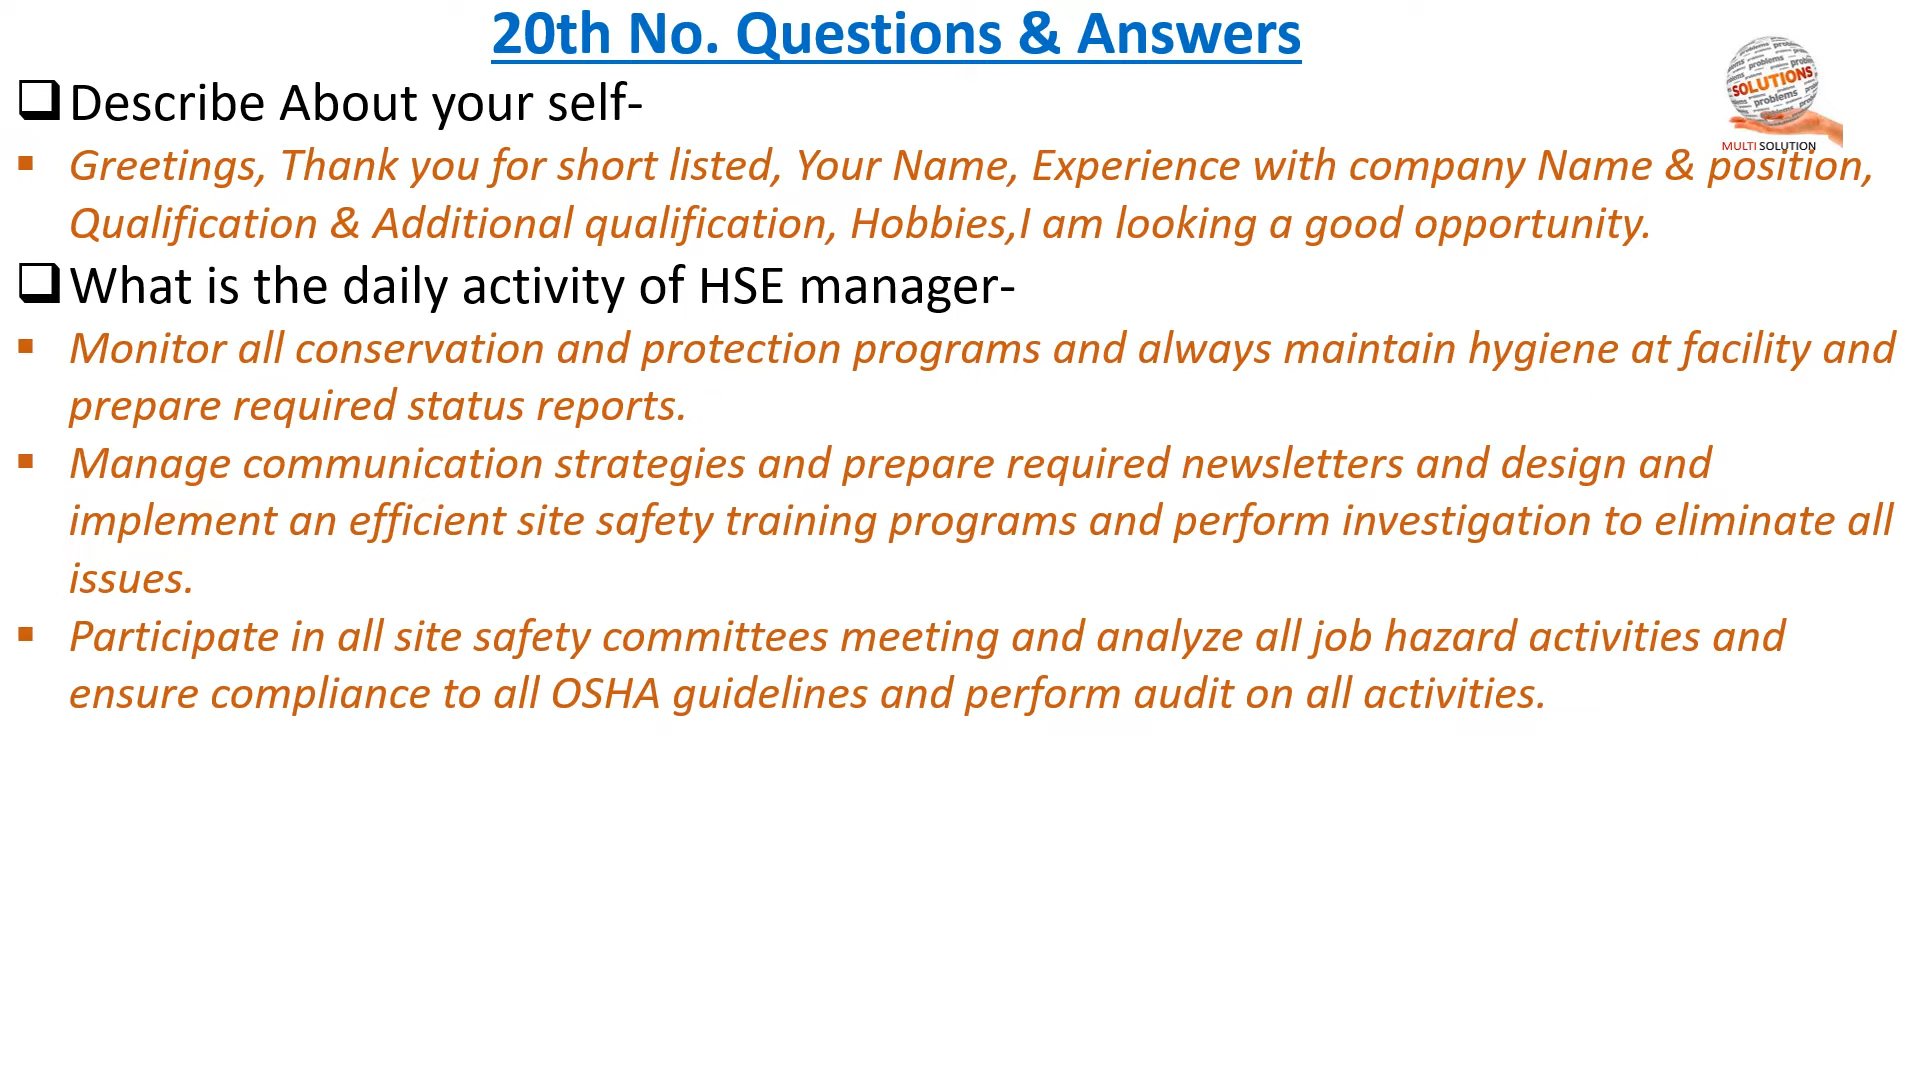 20th No. Questions & Answers
SOLUTIONS
problems
problems
MULTI SOLUTION
Describe About your self-
Greetings, Thank you for short listed, Your Name, Experience with company Name & position,
Qualification & Additional qualification, Hobbies,I am looking a good opportunity.
What is the daily activity of HSE manager-
Monitor all conservation and protection programs and always maintain hygiene at facility and
prepare required status reports.
Manage communication strategies and prepare required newsletters and design and
implement an efficient site safety training programs and perform investigation to eliminate all
issues.
Participate in all site safety committees meeting and analyze all job hazard activities and
ensure compliance to all OSHA guidelines and perform audit on all activities.